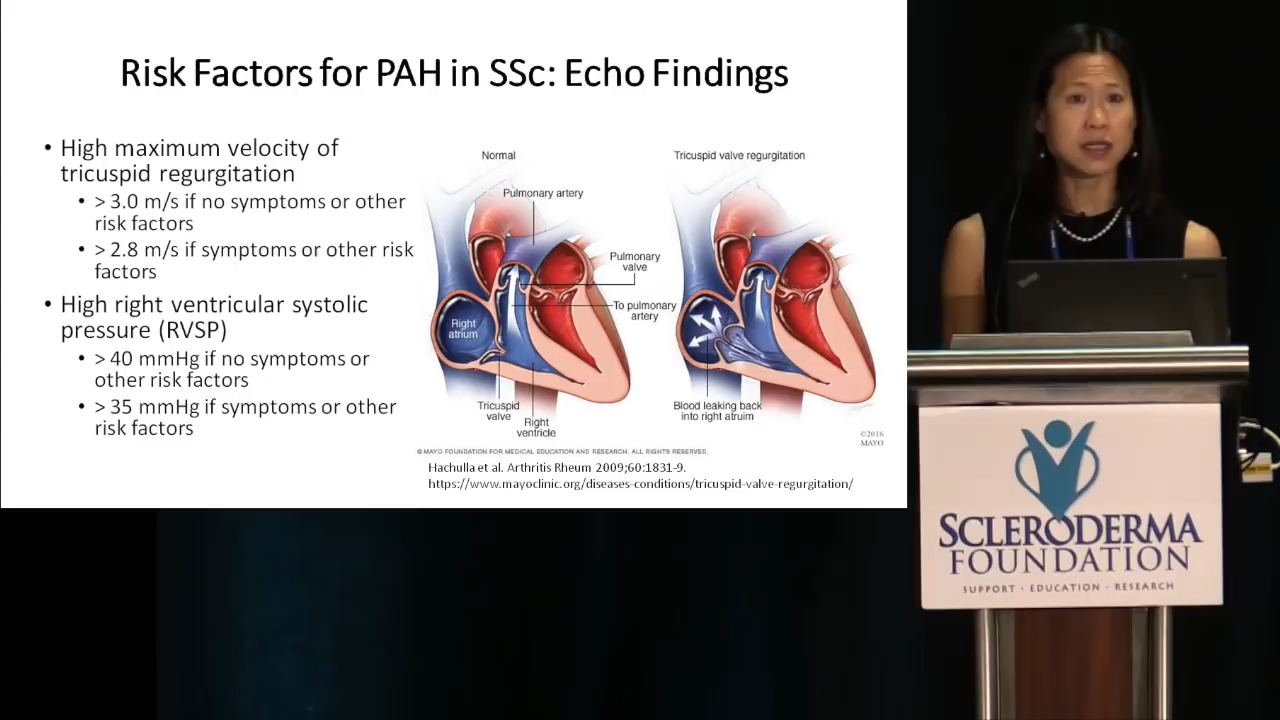 Risk Factors for PAH in SSc: Echo Findings
• High maximum velocity of
tricuspid regurgitation
• > 3.0 m/s if no symptoms or other
risk factors
• > 2.8 m/s if symptoms or other risk
factors
• High right ventricular systolic
pressure (RVSP)
• > 40 mmHg if no symptoms or
other risk factors
• > 35 mmHg if symptoms or other
risk factors
Normal
Pulmonary artery
Pulmonary
valve
To pulmonary
artery
Right
atrium
Tricuspid
valve
Right
ventricle
Tricuspid valve regurgitation
Blood leaking back
into right atruim
©2016
MAYO
© MAYO FOUNDATION FOR MEDICAL EDUCATION AND RESEARCH. ALL RIGHTS RESERVED.
Hachulla et al. Arthritis Rheum 2009;60:1831-9.
https://www.mayoclinic.org/diseases-conditions/tricuspid-valve-regurgitation/
SCLERODERMA
FOUNDATION
SUPPORT · EDUCATION · RESEARCH